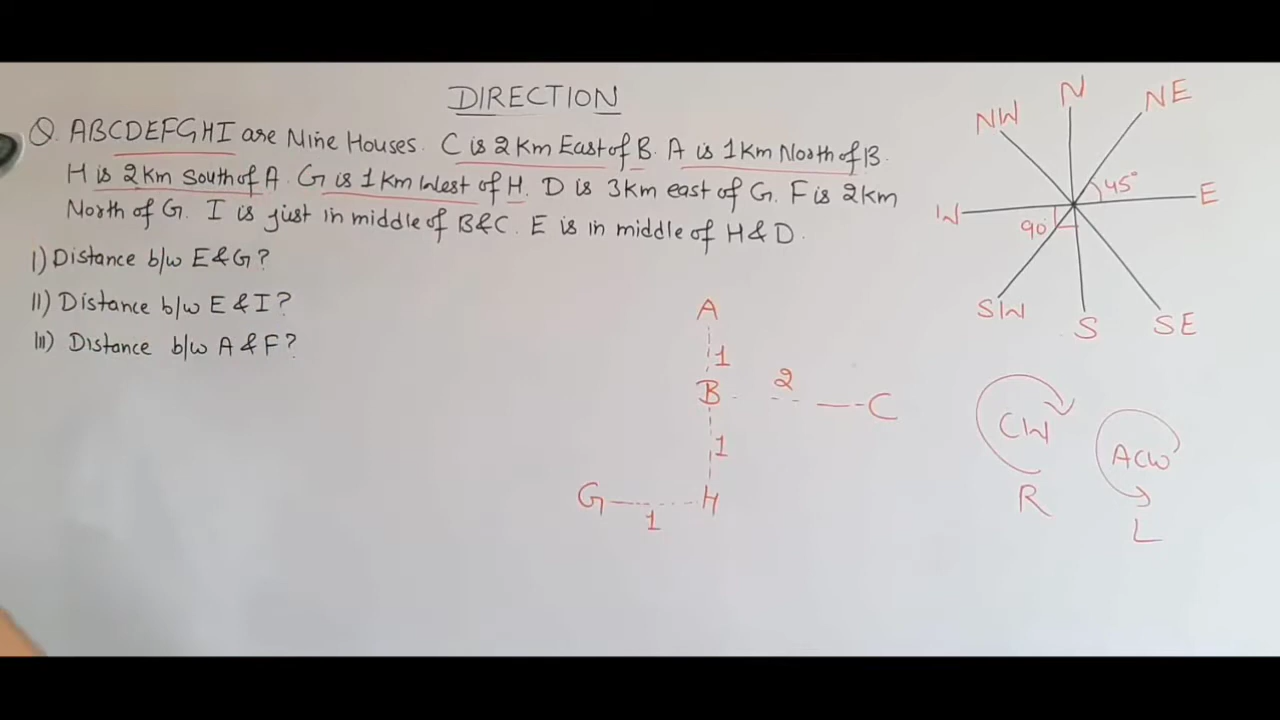 DIRECTION
Q. ABCDEFGHI are Nine Houses. C is 2Km East of B. A is 1Km North of B.
H is 2Km South of A. G is 1Km West of H. D is 3Km east of G. F is 2Km
North of G. I is just in middle of B&C. E is in middle of H&D.
I) Distance b/w E&G?
II) Distance b/w E & I?
III) Distance b/w A & F?
A
1
B 2 C
1
G 1 H
N
NW NE
45°
W E
90°
SW S SE
CW
R
ACW
L